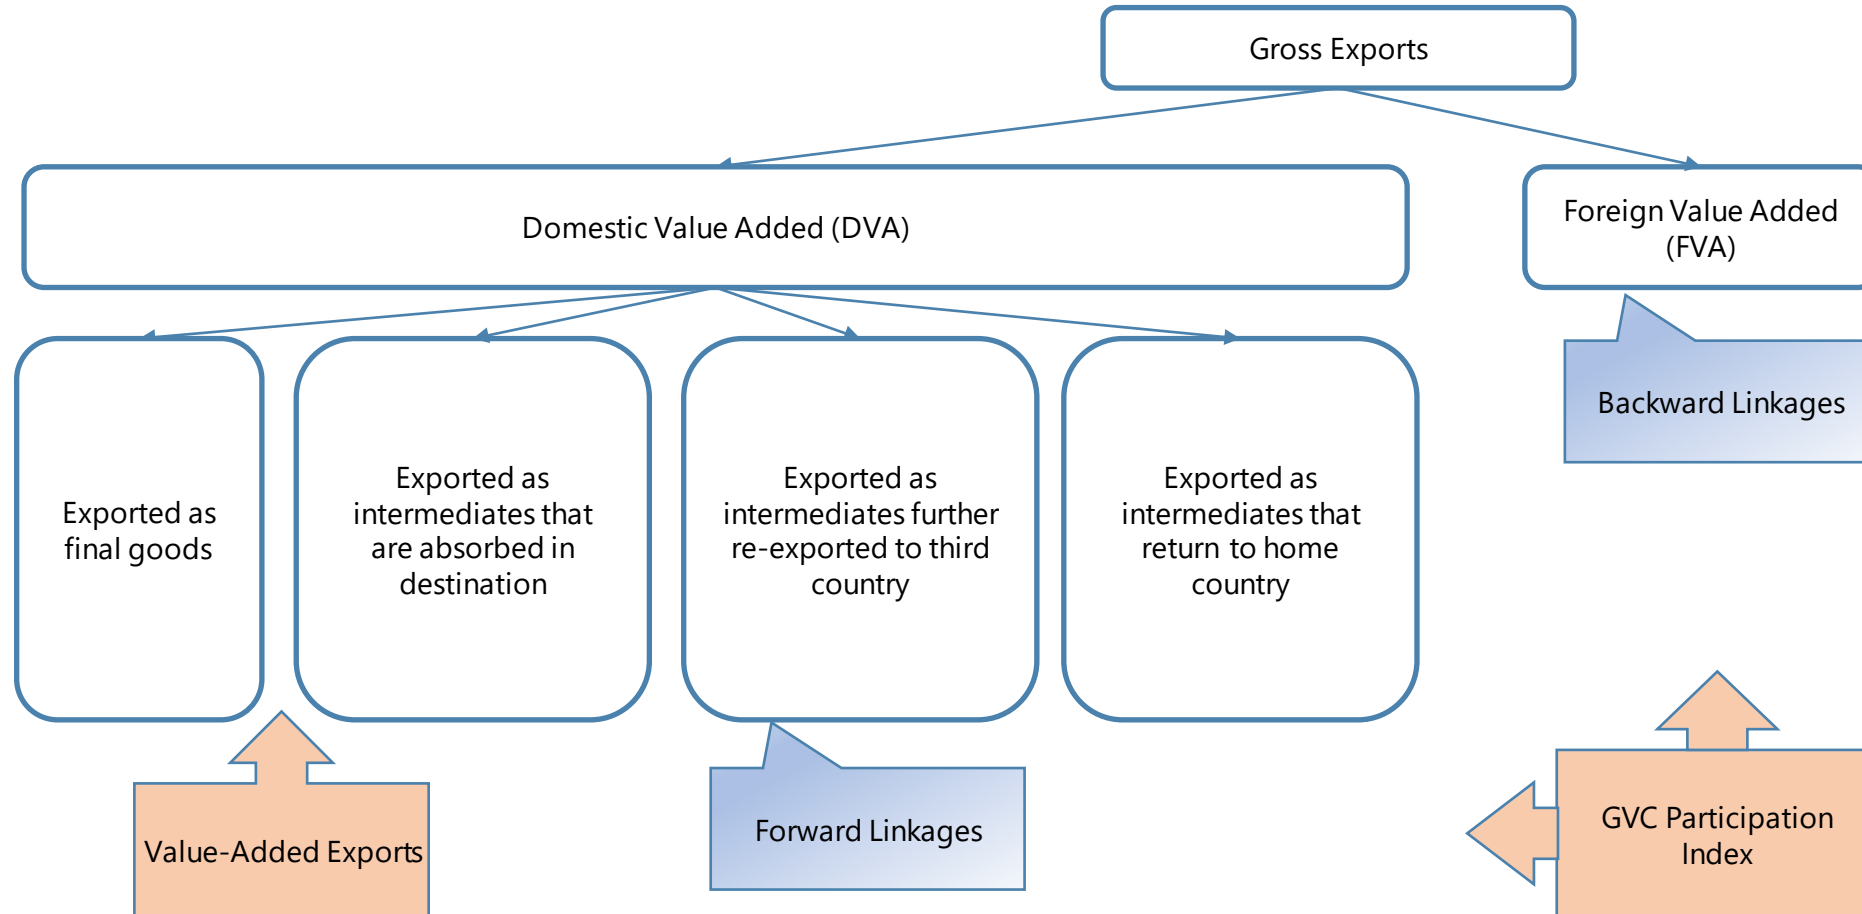 Gross Exports
Domestic Value Added (DVA)
Foreign Value Added
(FVA)
Exported as
final goods
Exported as
intermediates that
are absorbed in
destination
Exported as
intermediates further
re-exported to third
country
Exported as
intermediates that
return to home
country
Backward Linkages
Value-Added Exports
Forward Linkages
GVC Participation
Index